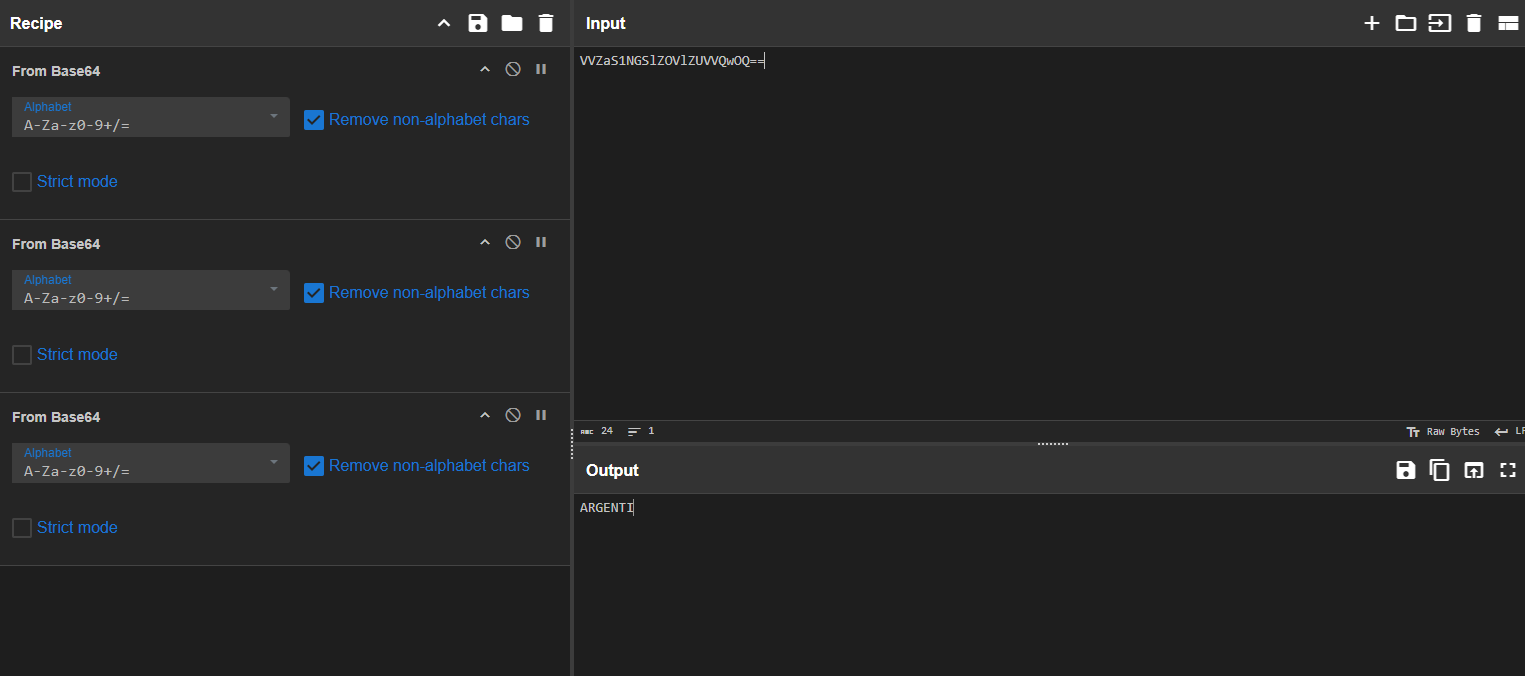 Recipe
From Base64
Alphabet
A-Za-z0-9+/=
Remove non-alphabet chars
Strict mode
From Base64
Alphabet
A-Za-z0-9+/=
Remove non-alphabet chars
Strict mode
From Base64
Alphabet
A-Za-z0-9+/=
Remove non-alphabet chars
Strict mode
Input
VVZaS1NGSlZOVlZUVVQwOQ==
ABC 24 1 Tт Raw Bytes LF
Output
ARGENTI